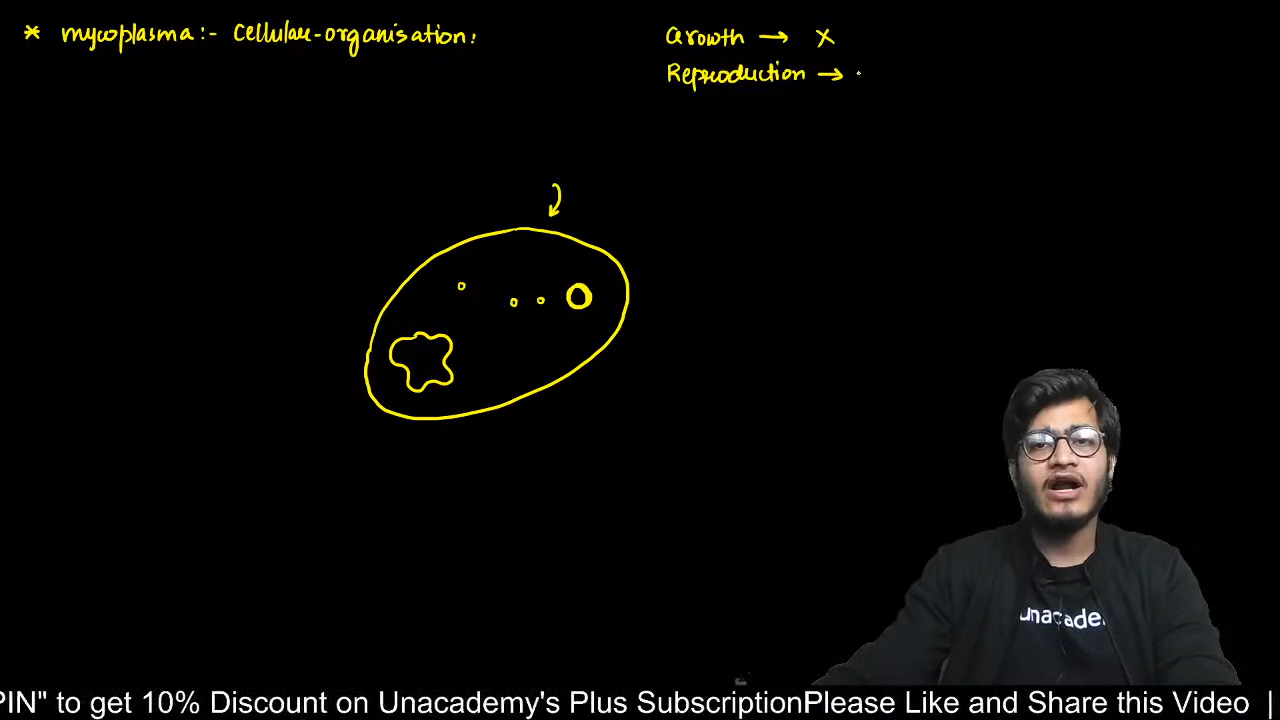 * mycoplasma :- Cellular-organisation:
Growth → X
Reproduction →
unacade
PIN" to get 10% Discount on Unacademy's Plus SubscriptionPlease Like and Share this Video |